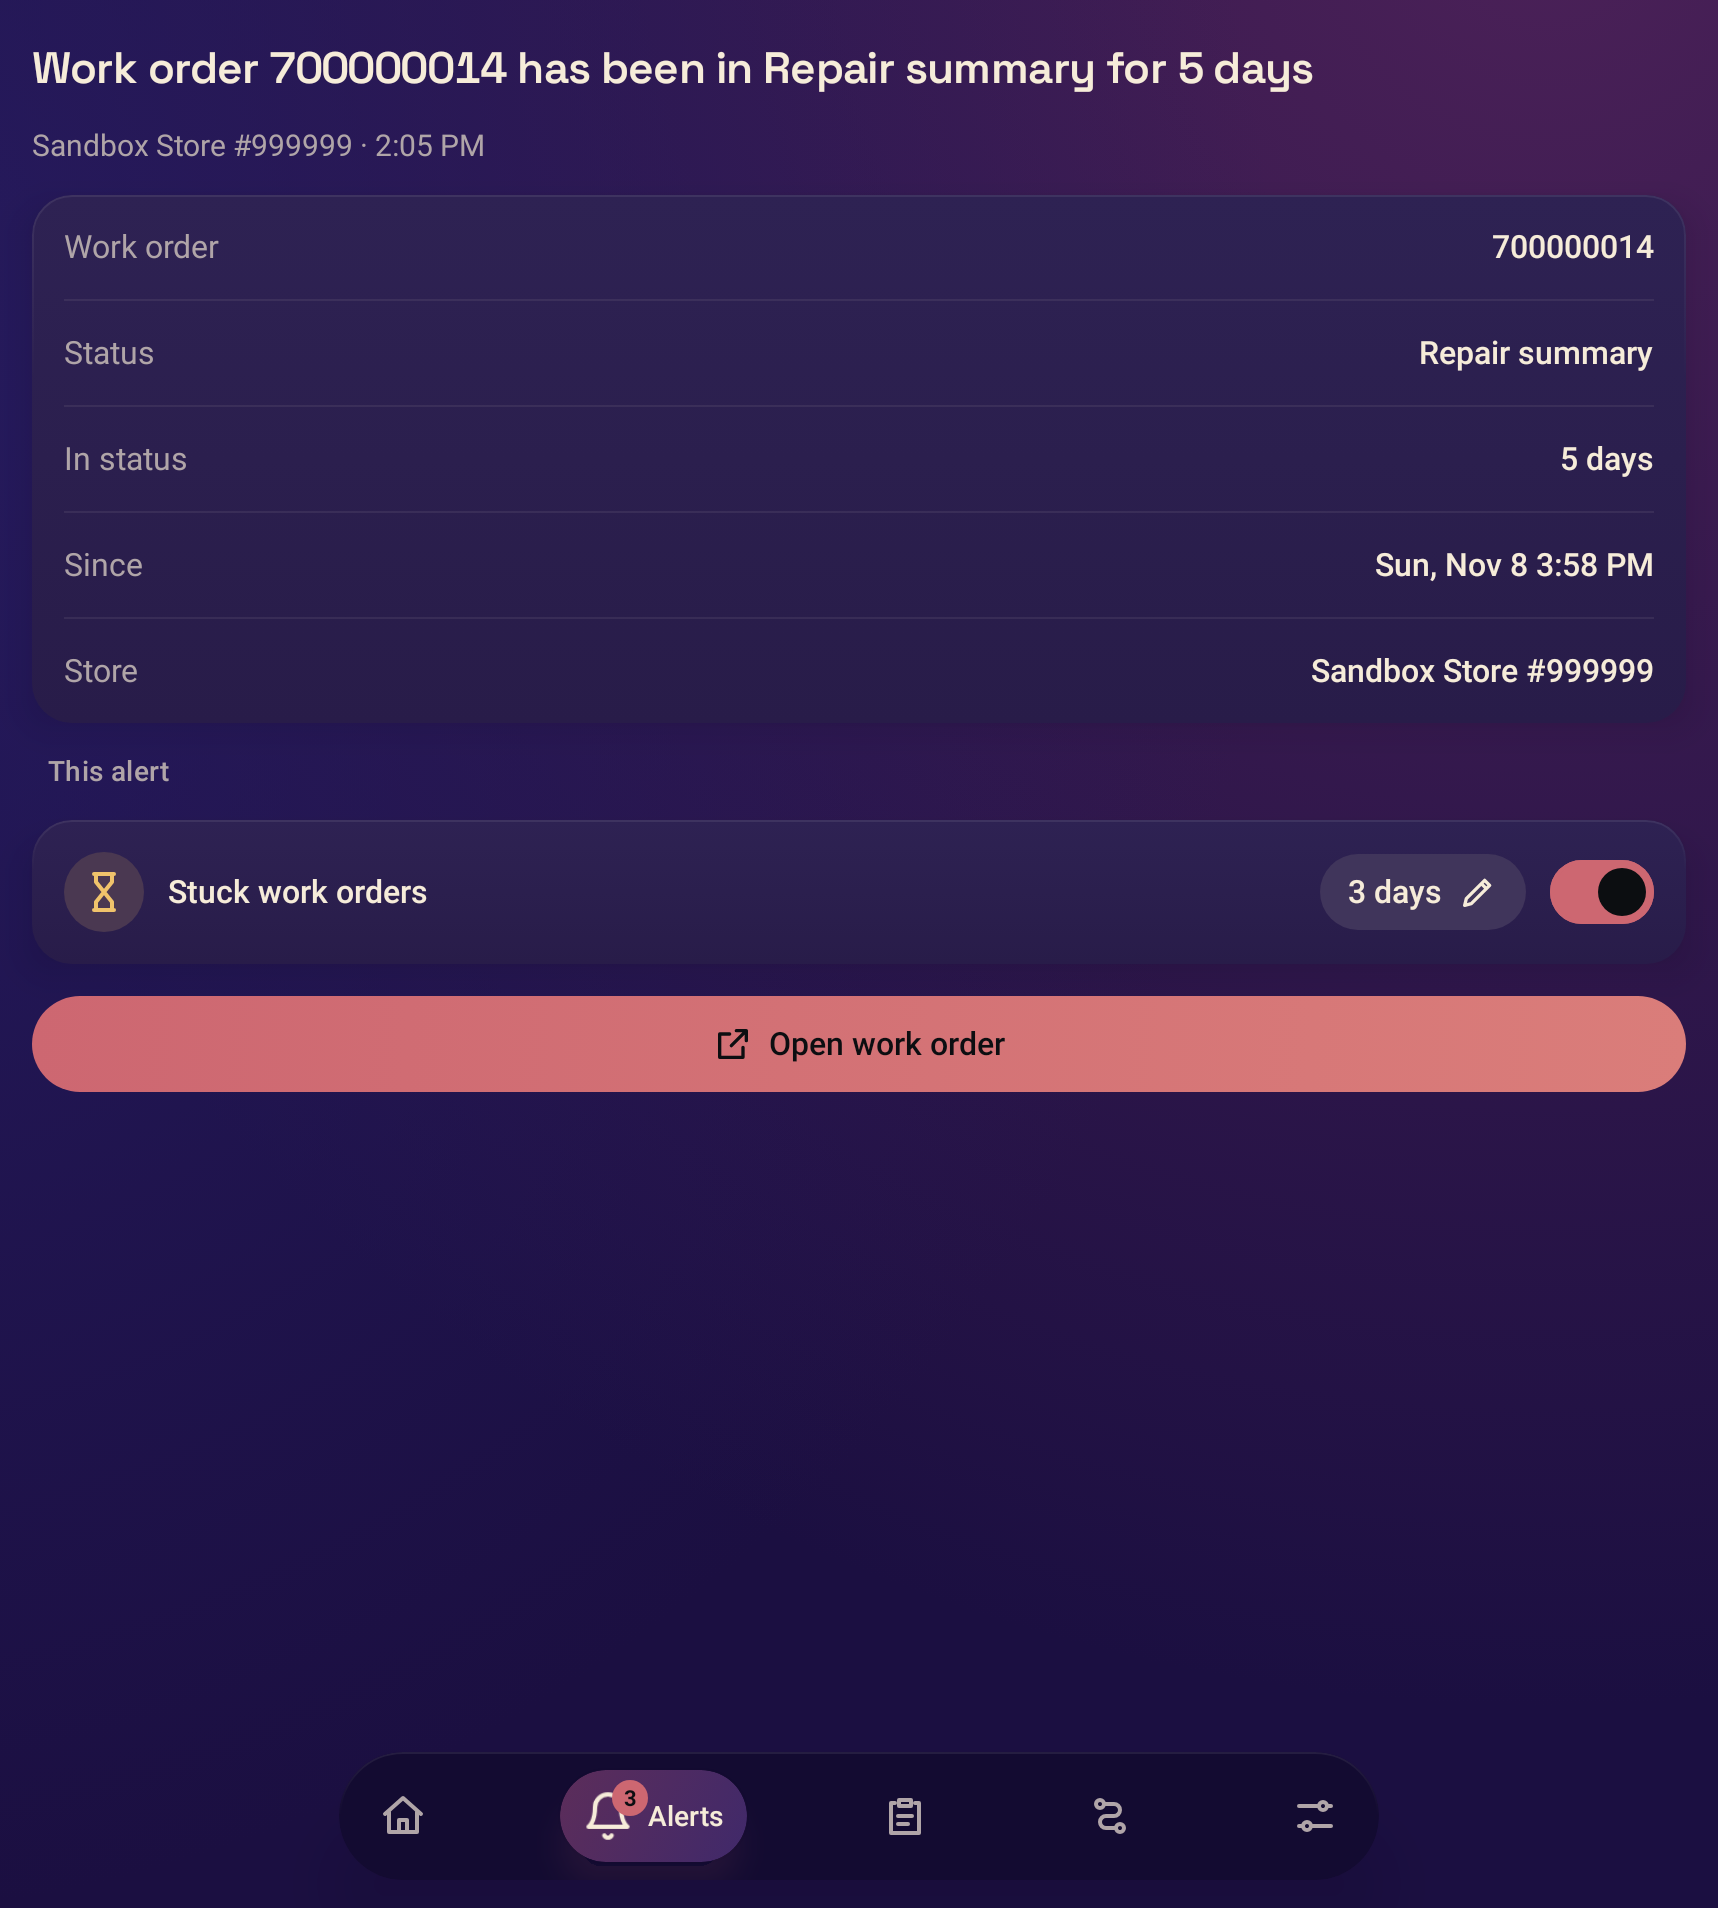 Work order 700000014 has been in Repair summary for 5 days
Sandbox Store #999999 · 2:05 PM
Work order 700000014
Status Repair summary
In status 5 days
Since Sun, Nov 8 3:58 PM
Store Sandbox Store #999999
This alert
Stuck work orders 3 days
Open work order
3 Alerts